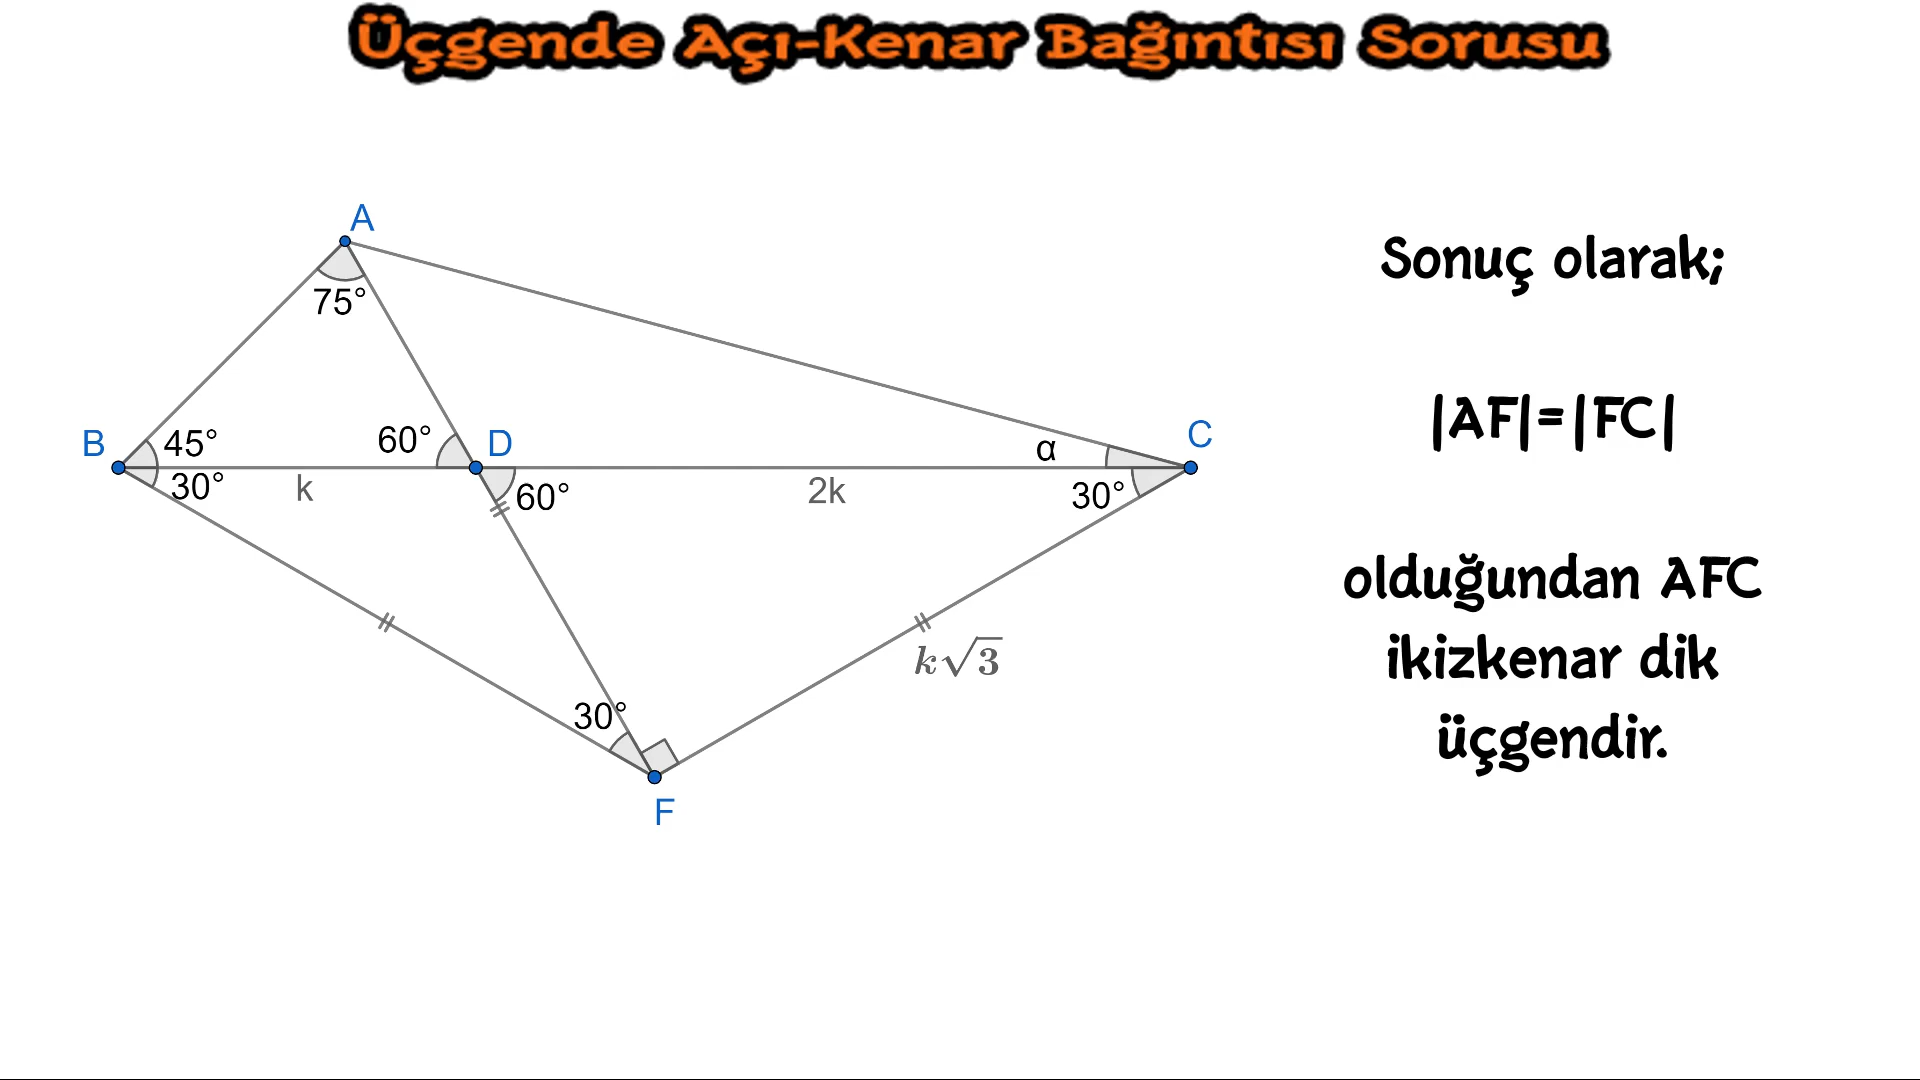 Üçgende Açı-Kenar Bağıntısı Sorusu
A
75°
B
45°
60°
D
α
C
30°
k
60°
2k
30°
k√3
30°
F
Sonuç olarak;
|AF|=|FC|
olduğundan AFC
ikizkenar dik
üçgendir.